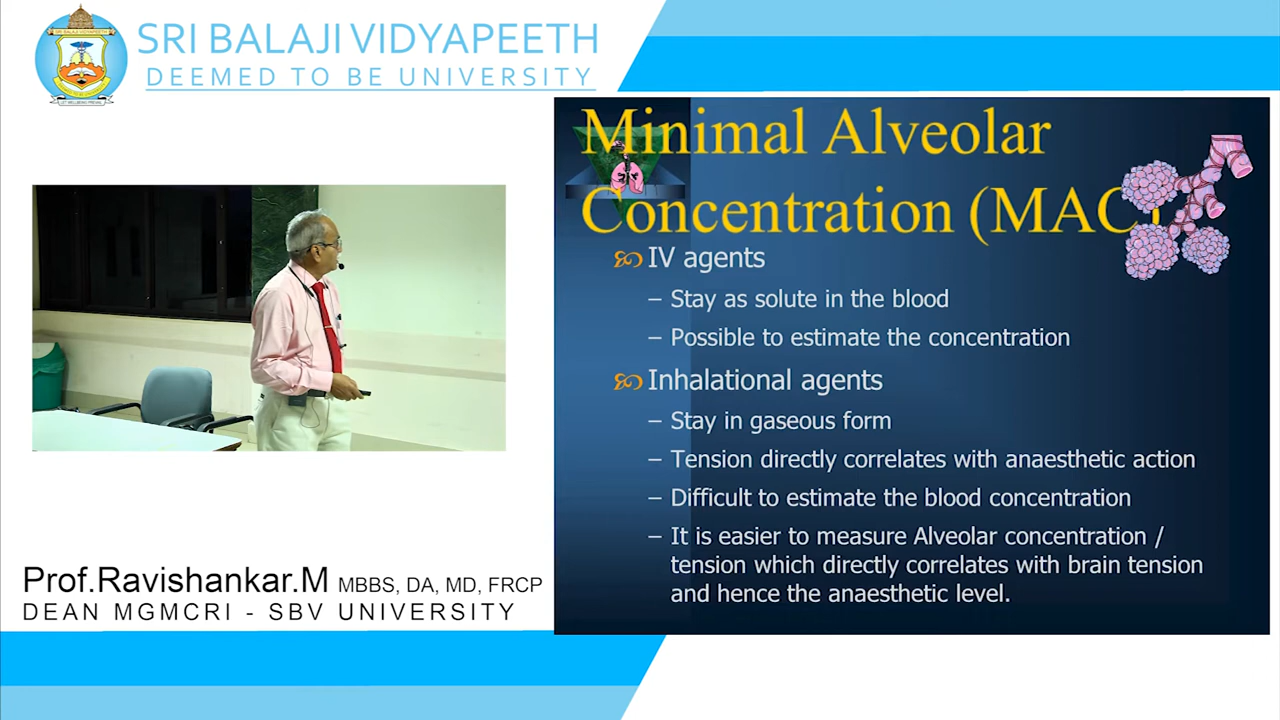 SRI BALAJI VIDYAPEETH
DEEMED TO BE UNIVERSITY
Minimal Alveolar
Concentration (MAC)
IV agents
– Stay as solute in the blood
– Possible to estimate the concentration
Inhalational agents
– Stay in gaseous form
– Tension directly correlates with anaesthetic action
– Difficult to estimate the blood concentration
– It is easier to measure Alveolar concentration /
tension which directly correlates with brain tension
and hence the anaesthetic level.
Prof.Ravishankar.M MBBS, DA, MD, FRCP
DEAN MGMCRI - SBV UNIVERSITY